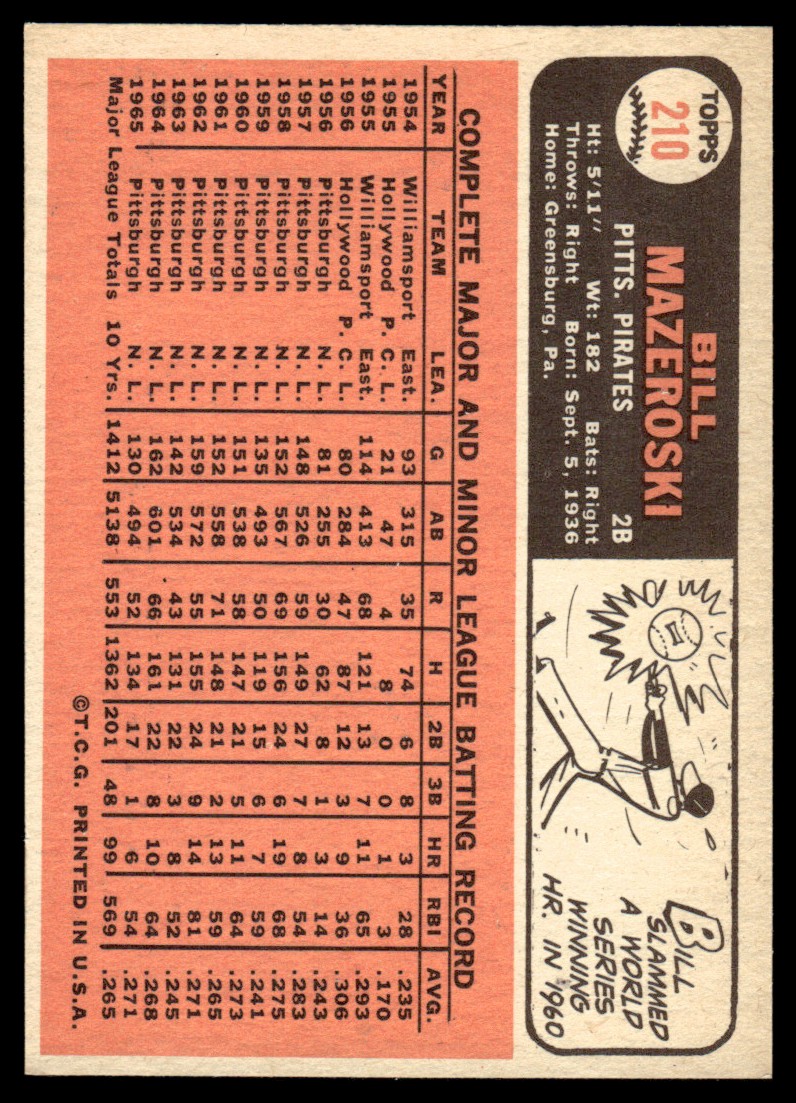 TOPPS
210
BILL
MAZEROSKI
PITTS. PIRATES 2B
Ht: 5'11" Wt: 182 Bats: Right
Throws: Right Born: Sept. 5, 1936
Home: Greensburg, Pa.
BILL
SLAMMED
A WORLD
SERIES
WINNING
HR. IN 1960
COMPLETE MAJOR AND MINOR LEAGUE BATTING RECORD
YEAR TEAM LEA. G AB R H 2B 3B HR RBI AVG.
1954 Williamsport East. 93 315 35 74 6 8 3 28 .235
1955 Hollywood P. C. L. 21 47 4 8 0 0 1 3 .170
1955 Williamsport East. 114 413 68 121 13 7 11 65 .293
1956 Hollywood P. C. L. 80 284 47 87 12 3 9 36 .306
1956 Pittsburgh N. L. 81 255 30 62 8 1 3 14 .243
1957 Pittsburgh N. L. 148 526 59 149 27 7 8 54 .283
1958 Pittsburgh N. L. 152 567 69 156 24 6 19 68 .275
1959 Pittsburgh N. L. 135 493 50 119 15 6 7 59 .241
1960 Pittsburgh N. L. 151 538 58 147 21 5 11 64 .273
1961 Pittsburgh N. L. 152 558 71 148 21 2 13 59 .265
1962 Pittsburgh N. L. 159 572 55 155 24 9 14 81 .271
1963 Pittsburgh N. L. 142 534 43 131 22 3 8 52 .245
1964 Pittsburgh N. L. 162 601 66 161 22 8 10 64 .268
1965 Pittsburgh N. L. 130 494 52 134 17 1 6 54 .271
Major League Totals 10 Yrs. 1412 5138 553 1362 201 48 99 569 .265
©T.C.G. PRINTED IN U.S.A.